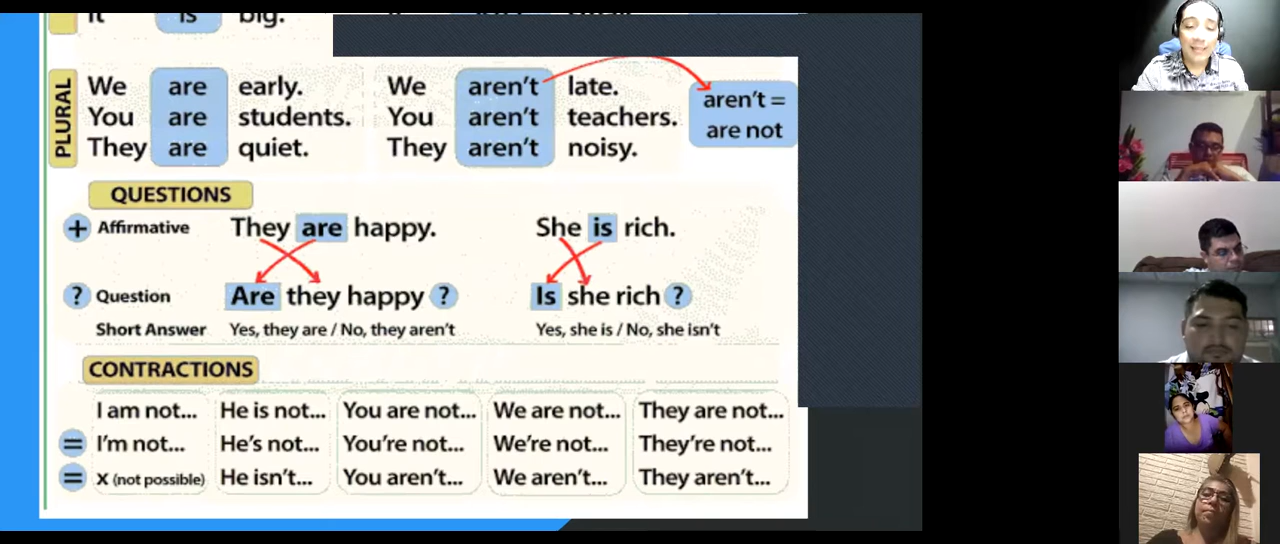 It is big.
PLURAL
We are early. We aren't late.
You are students. You aren't teachers.
They are quiet. They aren't noisy.
aren't =
are not
QUESTIONS
+ Affirmative They are happy. She is rich.
? Question Are they happy ? Is she rich ?
Short Answer Yes, they are / No, they aren't Yes, she is / No, she isn't
CONTRACTIONS
I am not... He is not... You are not... We are not... They are not...
= I'm not... He's not... You're not... We're not... They're not...
= x (not possible) He isn't... You aren't... We aren't... They aren't...